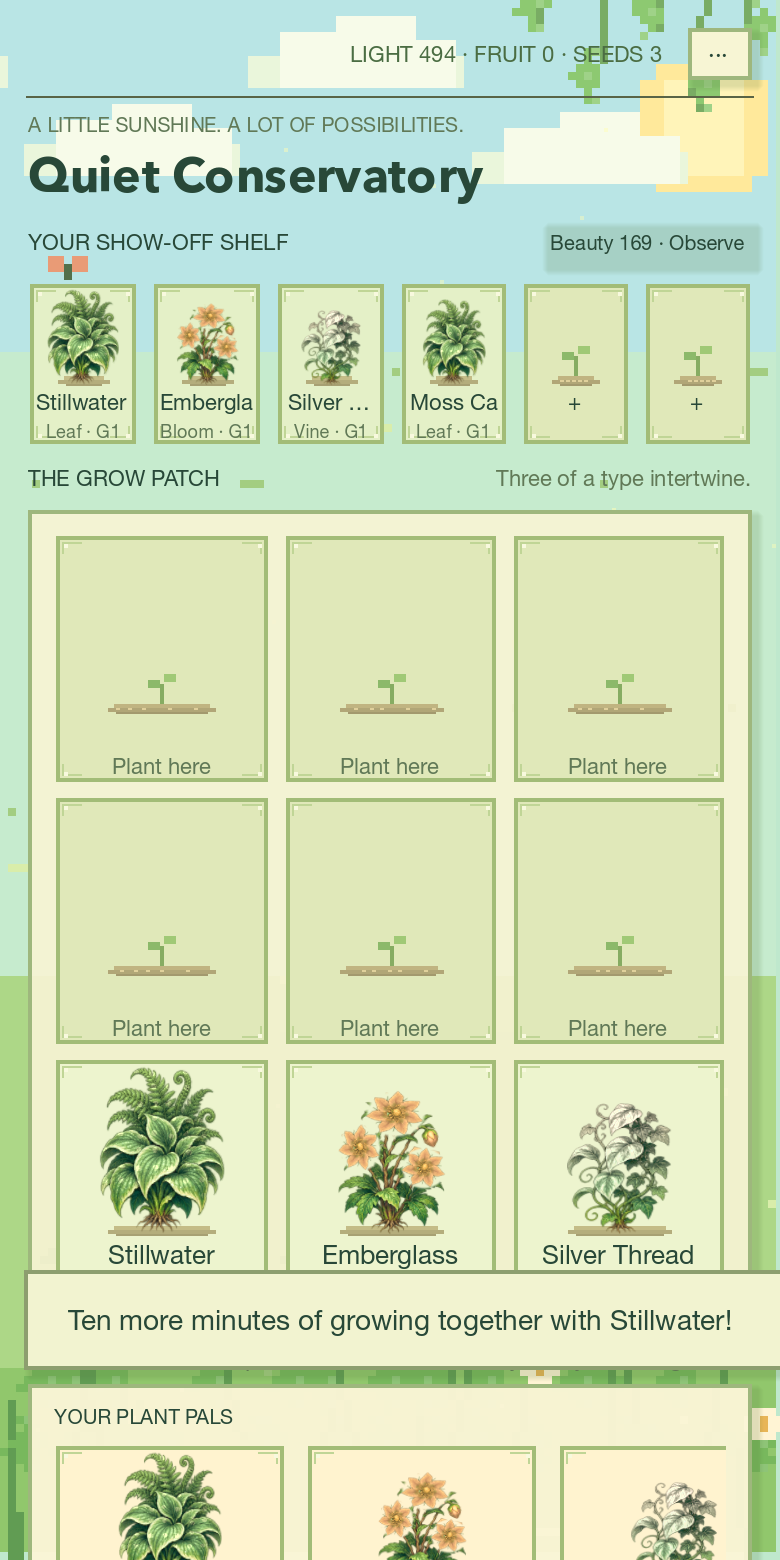 LIGHT 494 · FRUIT 0 · SEEDS 3
...
A LITTLE SUNSHINE. A LOT OF POSSIBILITIES.
Quiet Conservatory
YOUR SHOW-OFF SHELF
Beauty 169 · Observe
Stillwater
Embergla
Silver ...
Moss Ca
+
+
Leaf · G1
Bloom · G1
Vine · G1
Leaf · G1
THE GROW PATCH
Three of a type intertwine.
Plant here
Plant here
Plant here
Plant here
Plant here
Plant here
Stillwater
Emberglass
Silver Thread
Ten more minutes of growing together with Stillwater!
YOUR PLANT PALS